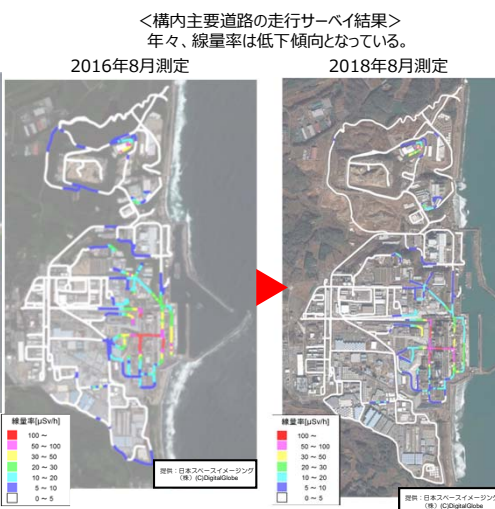 ＜構内主要道路の走行サーベイ結果＞
年々、線量率は低下傾向となっている。
2016年8月測定
2018年8月測定
線量率[μSv/h]
100 ～
50 ～ 100
30 ～ 50
20 ～ 30
10 ～ 20
5 ～ 10
0 ～ 5
提供：日本スペースイメージング
（株）(C)DigitalGlobe
線量率[μSv/h]
100 ～
50 ～ 100
30 ～ 50
20 ～ 30
10 ～ 20
5 ～ 10
0 ～ 5
提供：日本スペースイメージング
（株）(C)DigitalGlobe